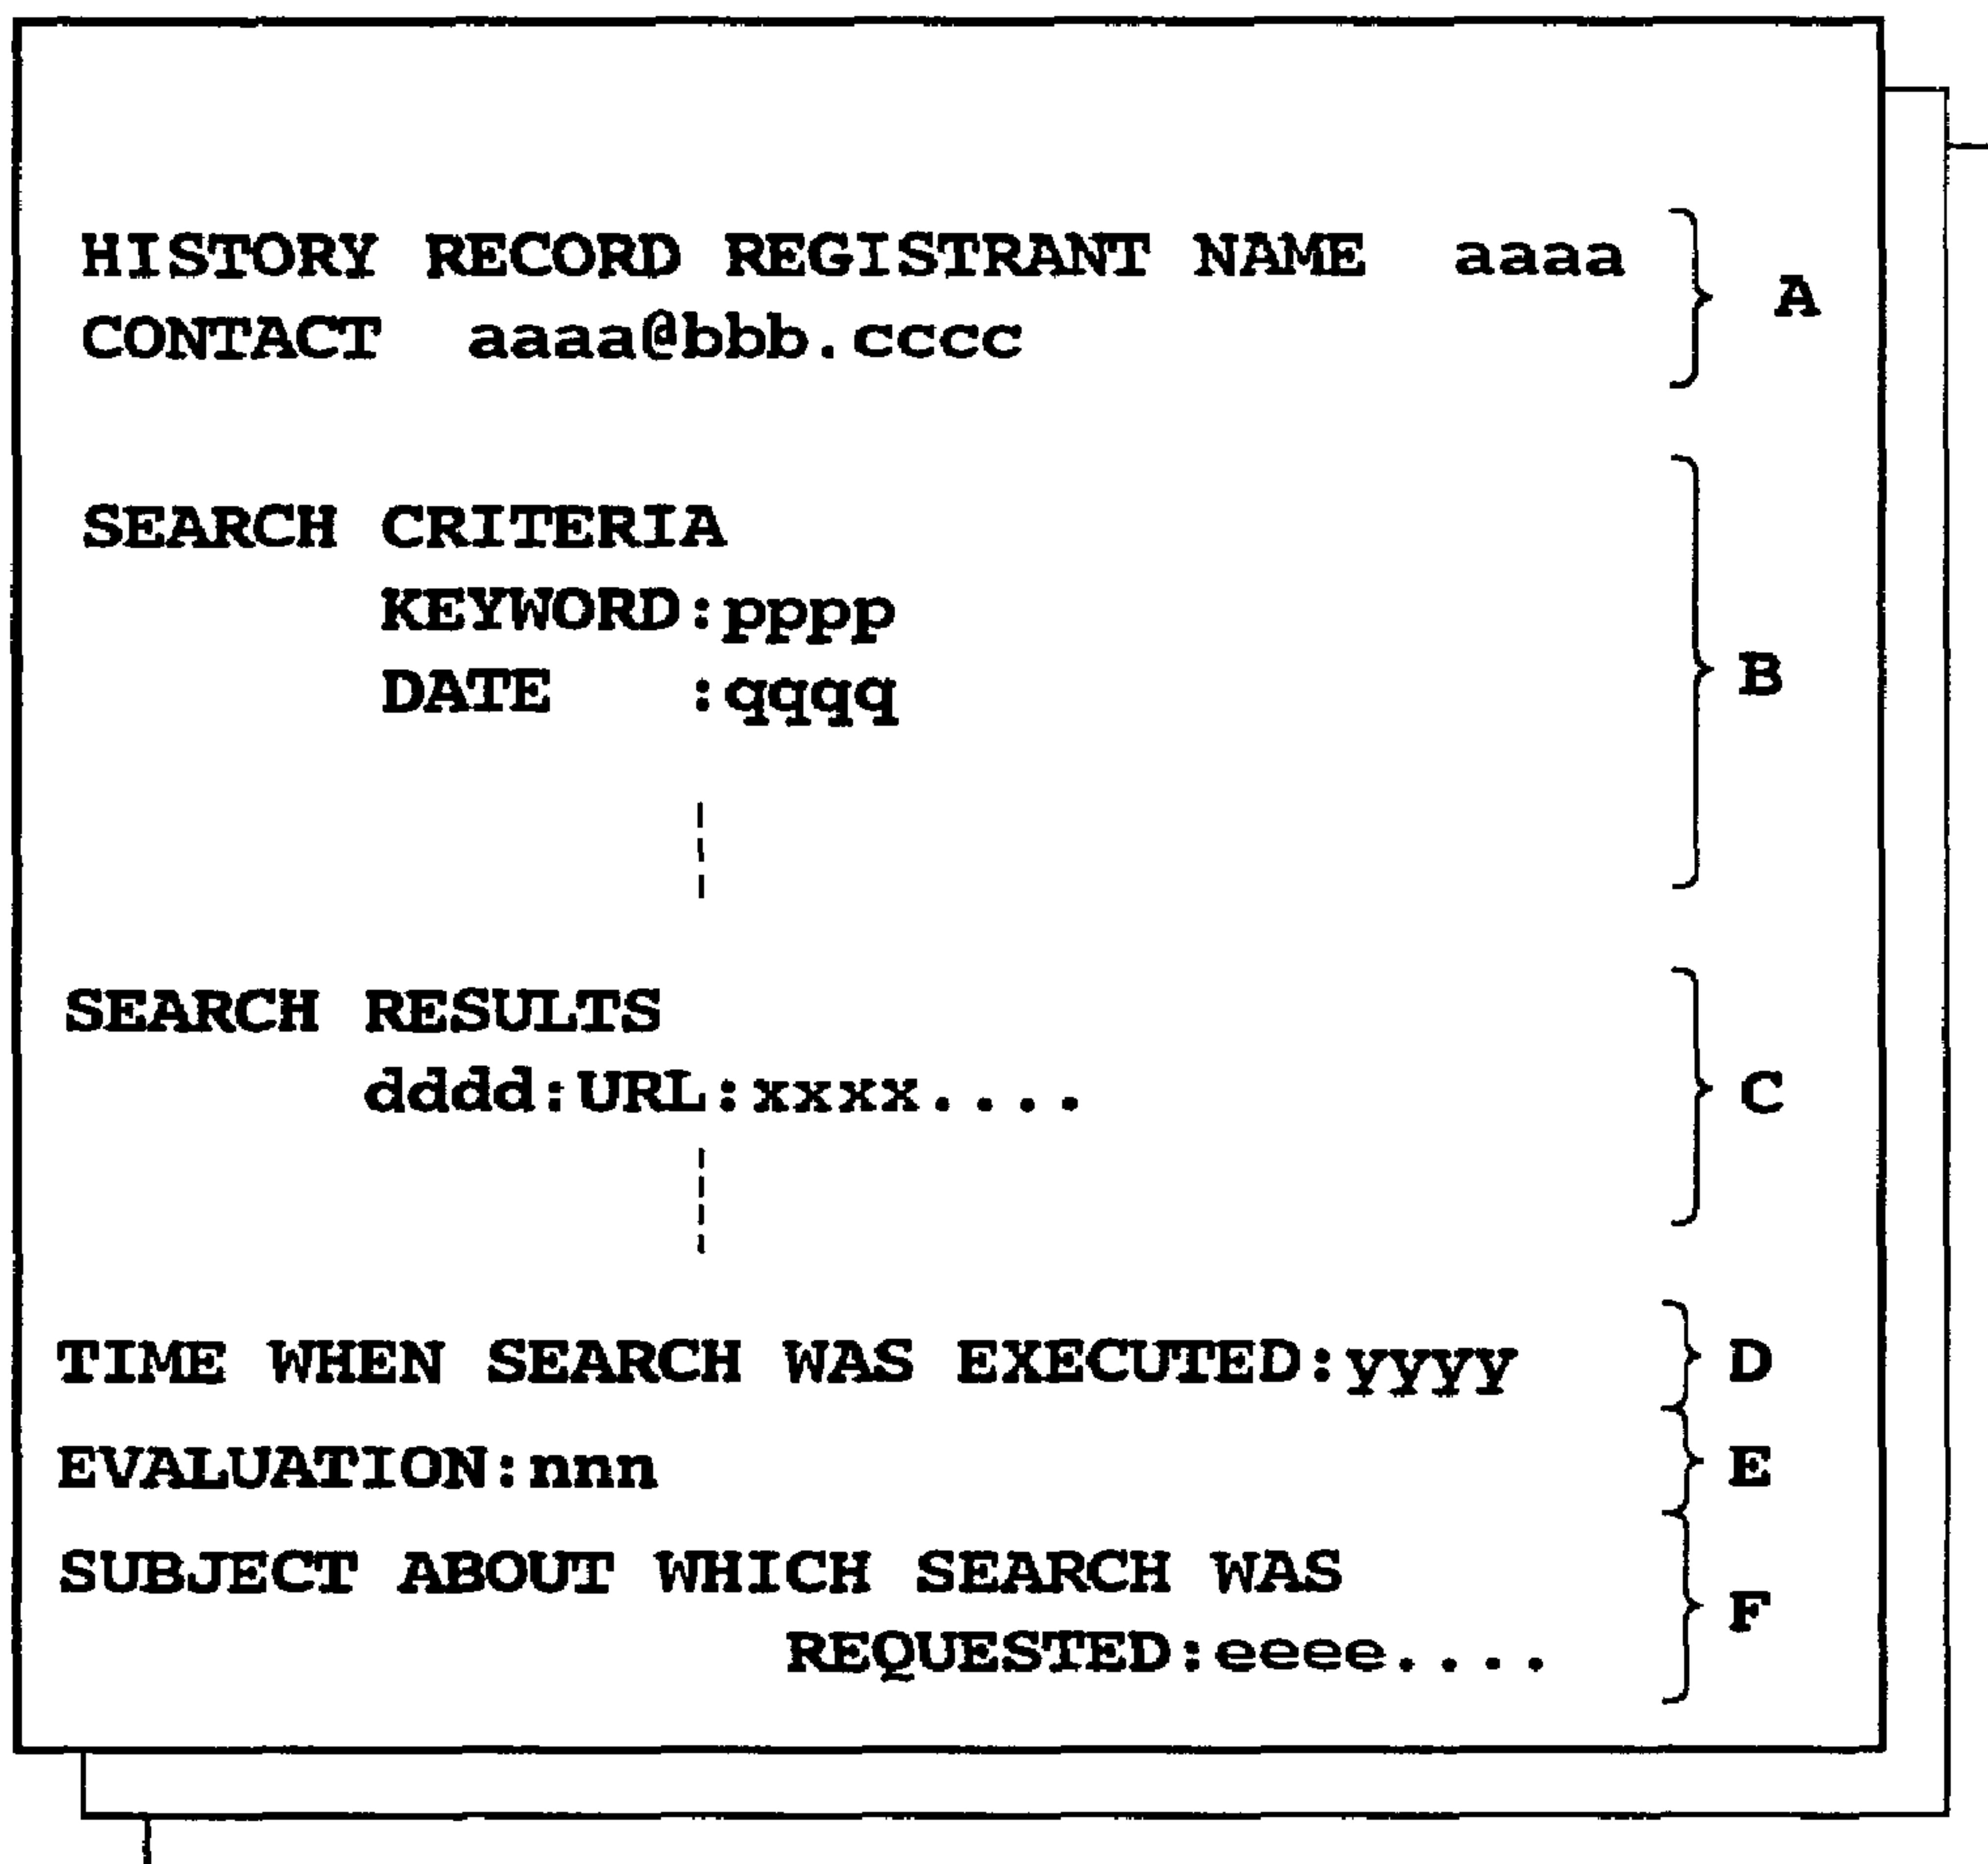 HISTORY RECORD REGISTRANT NAME aaaa
CONTACT aaaa@bbb.cccc
A
SEARCH CRITERIA
KEYWORD:pppp
DATE :qqqq
B
SEARCH RESULTS
dddd:URL:xxxx....
C
TIME WHEN SEARCH WAS EXECUTED:yyyy
D
EVALUATION:nnn
E
SUBJECT ABOUT WHICH SEARCH WAS
REQUESTED:eeee....
F